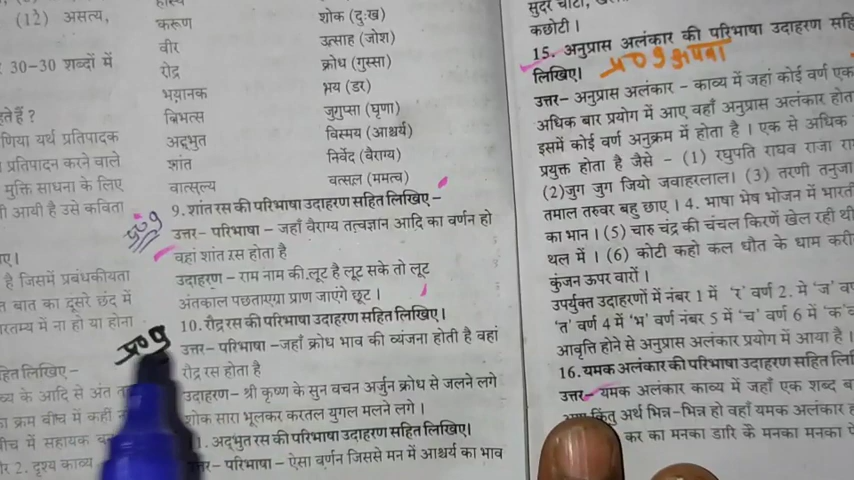 (12) असत्य,
30-30 शब्दों में
हते हैं ?
णिया यर्थ प्रतिपादक
प्रतिपादन करने वाले
मुक्ति साधना के लिए
ी आयी है उसे कविता
है जिसमें प्रबंधकीयता
बात का दूसरे छंद में
रतम्य में ना हो या होना
हित लिखिए-
व्य के आदि से अंत त
ा क्रम बीच में कहीं
ीच में सहायक
2. दृश्य काव्य
हास्य
करूण शोक (दुःख)
वीर उत्साह (जोश)
रोद्र क्रोध (गुस्सा)
भयानक भय (डर)
बिभत्स जुगुप्सा (घृणा)
अद्भुत विस्मय (आश्चर्य)
शांत निर्वेद (वैराग्य)
वात्सल्य वत्सल (ममत्व)
9. शांत रस की परिभाषा उदाहरण सहित लिखिए-
प्र०9
उत्तर- परिभाषा - जहाँ वैराग्य तत्वज्ञान आदि का वर्णन हो
वहा शांत रस होता है
उदाहरण - राम नाम की लूट है लूट सके तो लूट
अंतकाल पछताएगा प्राण जाएंगे छूट ।
10. रौद्र रस की परिभाषा उदाहरण सहित लिखिए।
प्र०9
उत्तर- परिभाषा -जहाँ क्रोध भाव की व्यंजना होती है वहां
रौद्र रस होता है
उदाहरण- श्री कृष्ण के सुन वचन अर्जुन क्रोध से जलने लगे
शोक सारा भूलकर करतल युगल मलने लगे ।
1. अद्भुत रस की परिभाषा उदाहरण सहित लिखिए।
उत्तर- परिभाषा - ऐसा वर्णन जिससे मन में आश्चर्य का भाव
सुंदर चाटी,
कछोटी ।
15. अनुप्रास अलंकार की परिभाषा उदाहरण सहि
लिखिए। प्र०9 अथवा
उत्तर- अनुप्रास अलंकार - काव्य में जहां कोई वर्ण एक
अधिक बार प्रयोग में आए वहाँ अनुप्रास अलंकार होत
इसमें कोई वर्ण अनुक्रम में होता है । एक से अधिक
प्रयुक्त होता है जैसे - (1) रघुपति राघव राजा रा
(2)जुग जुग जियो जवाहरलाल। (3) तरणी तनुजा
तमाल तरुवर बहु छाए । 4. भाषा भेष भोजन में भारती
का भान । (5) चारु चंद्र की चंचल किरणें खेल रही थी
थल में । (6) कोटी कहो कल धौत के धाम करी
कुंजन ऊपर वारों ।
उपर्युक्त उदाहरणों में नंबर 1 में 'र' वर्ण 2. मे 'ज' व
'त' वर्ण 4 में 'भ' वर्ण नंबर 5 में 'च' वर्ण 6 में 'क' व
आवृत्ति होने से अनुप्रास अलंकार प्रयोग में आया है।
16. यमक अलंकार की परिभाषा उदाहरण सहित लि
उत्तर- यमक अलंकार काव्य में जहाँ एक शब्द ब
किंतु अर्थ भिन्न-भिन्न हो वहाँ यमक अलंकार ह
कर का मनका डारि कै मनका मनका फे